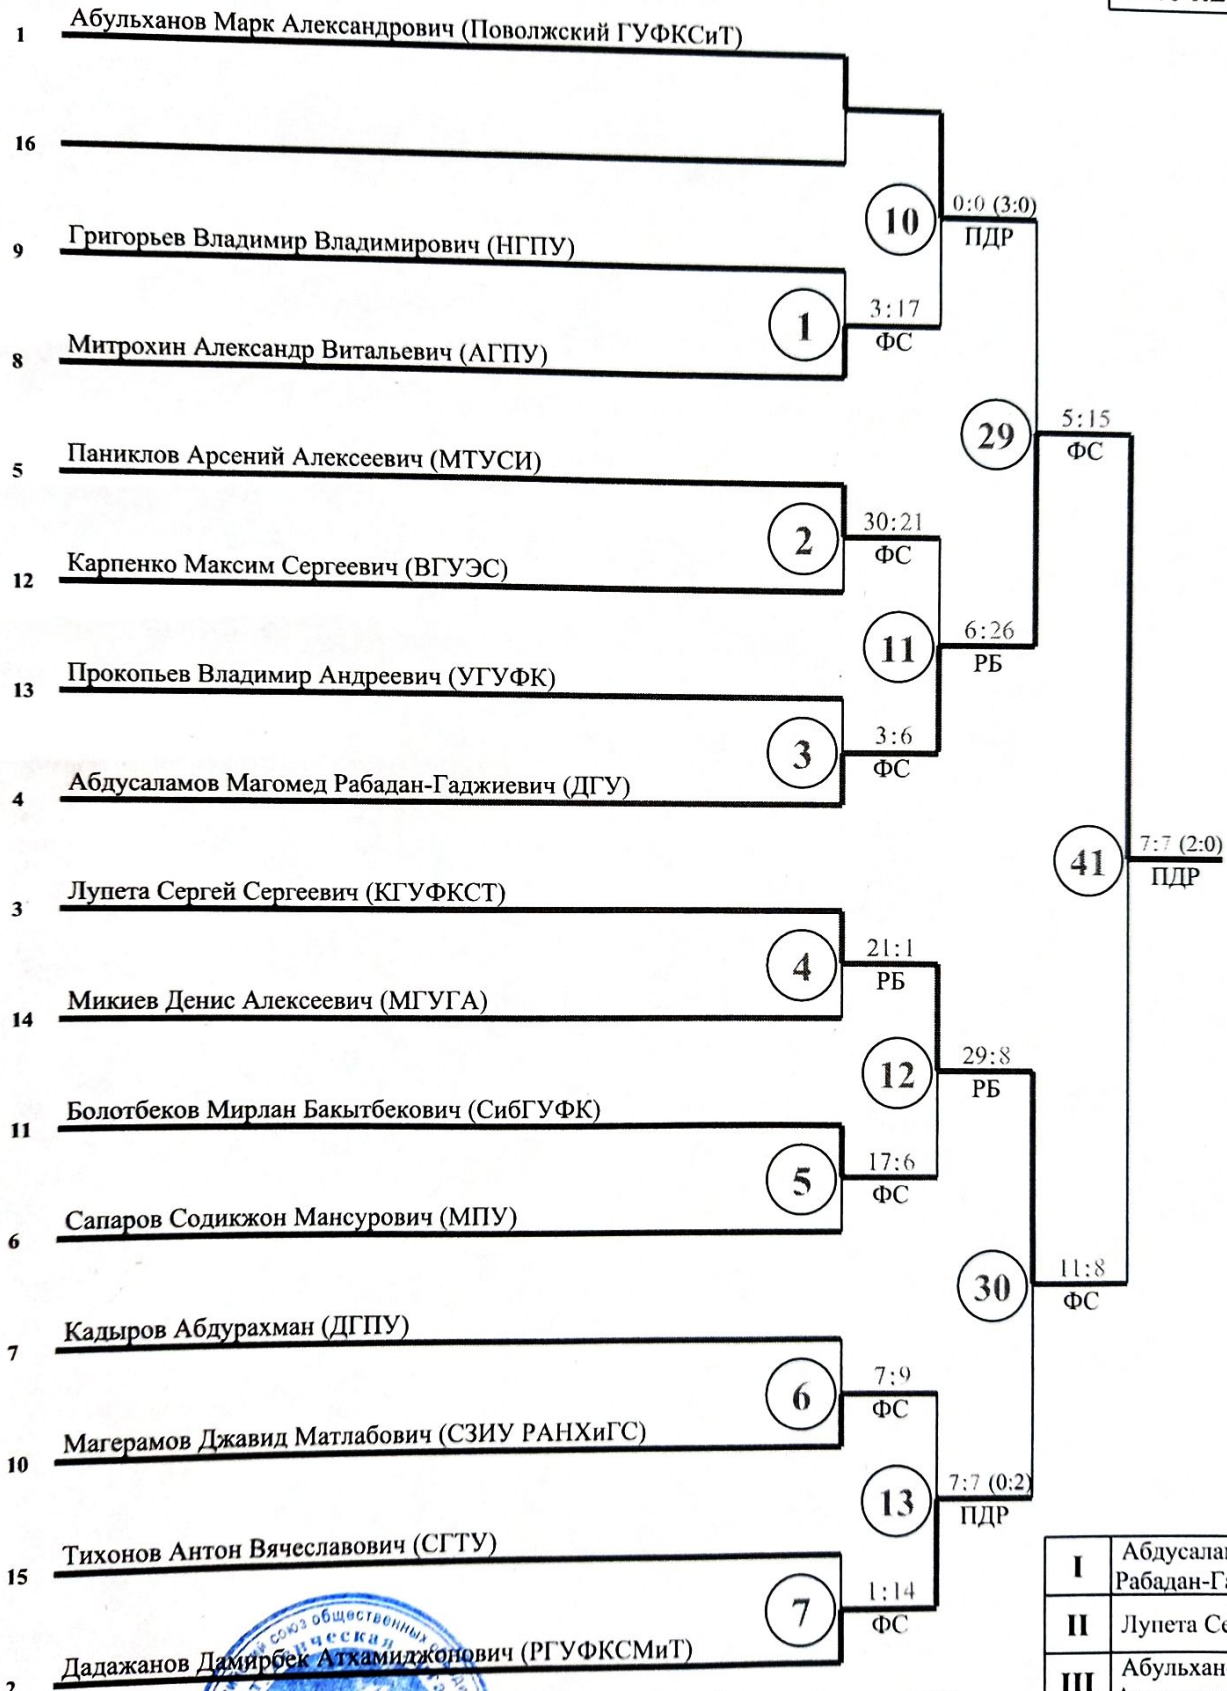 1 Абульханов Марк Александрович (Поволжский ГУФКСиТ)
16
10 0:0 (3:0)
ПДР
9 Григорьев Владимир Владимирович (НГПУ)
1 3:17
ФС
8 Митрохин Александр Витальевич (АГПУ)
29 5:15
ФС
5 Паниклов Арсений Алексеевич (МТУСИ)
2 30:21
ФС
12 Карпенко Максим Сергеевич (ВГУЭС)
11 6:26
РБ
13 Прокопьев Владимир Андреевич (УГУФК)
3 3:6
ФС
4 Абдусаламов Магомед Рабадан-Гаджиевич (ДГУ)
41 7:7 (2:0)
ПДР
3 Лупета Сергей Сергеевич (КГУФКСТ)
4 21:1
РБ
14 Микиев Денис Алексеевич (МГУГА)
12 29:8
РБ
11 Болотбеков Мирлан Бакытбекович (СибГУФК)
5 17:6
ФС
6 Сапаров Содикжон Мансурович (МПУ)
30 11:8
ФС
7 Кадыров Абдурахман (ДГПУ)
6 7:9
ФС
10 Магерамов Джавид Матлабович (СЗИУ РАНХиГС)
13 7:7 (0:2)
ПДР
15 Тихонов Антон Вячеславович (СГТУ)
7 1:14
ФС
2 Дадажанов Дамирбек Атхамиджонович (РГУФКСМиТ)
союз общественных
I Абдусалам
Рабадан-Га
II Лупета Се
III Абульхан